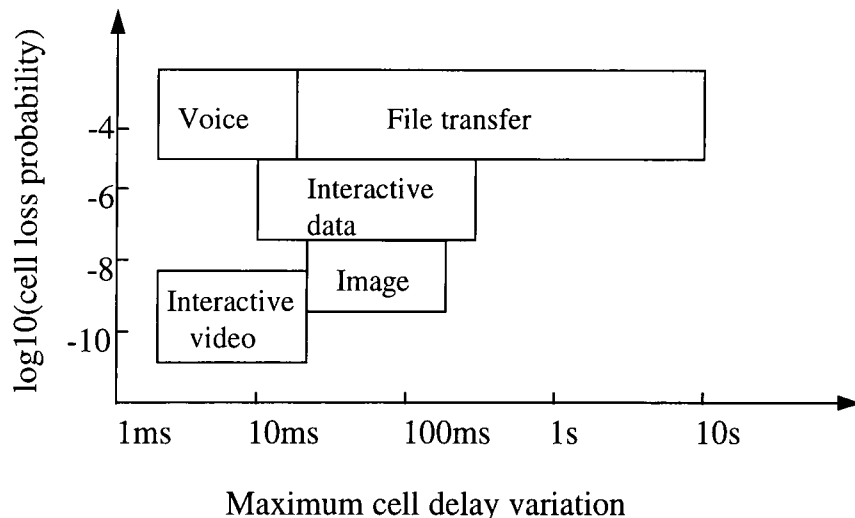 log10(cell loss probability)
-4
-6
-8
-10
Voice
File transfer
Interactive
data
Image
Interactive
video
1ms
10ms
100ms
1s
10s
Maximum cell delay variation